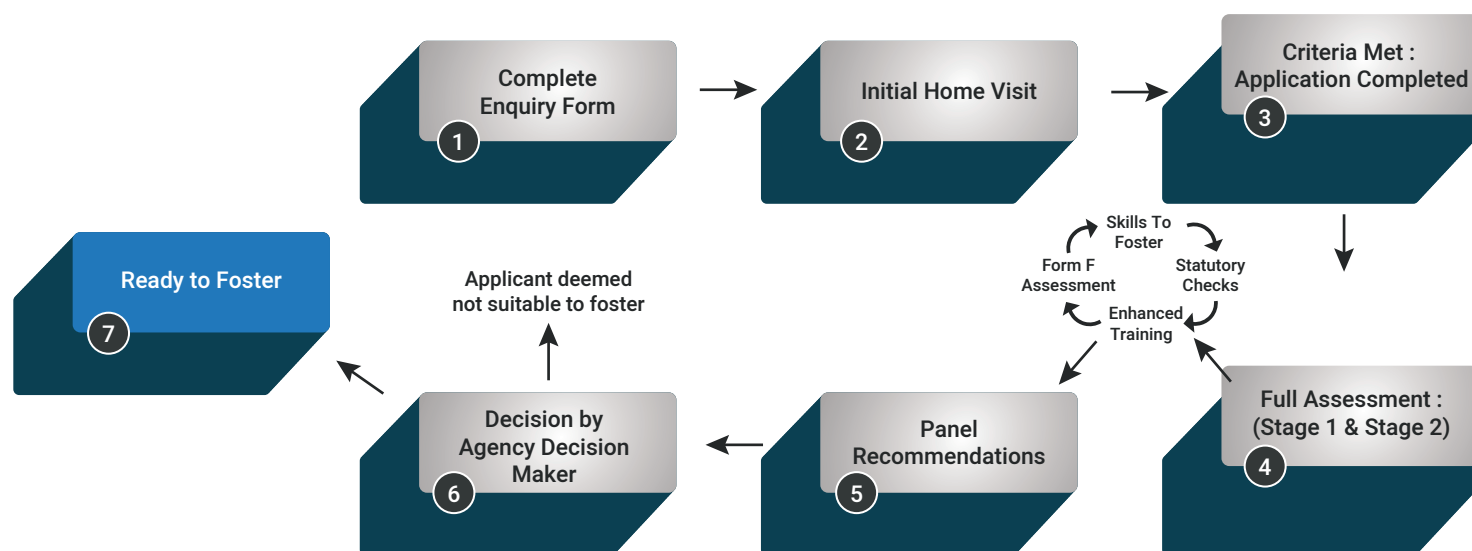 Complete
Enquiry Form
1
Initial Home Visit
2
Criteria Met :
Application Completed
3
Skills To
Foster
Statutory
Checks
Enhanced
Training
Form F
Assessment
Full Assessment :
(Stage 1 & Stage 2)
4
Panel
Recommendations
5
Decision by
Agency Decision
Maker
6
Applicant deemed
not suitable to foster
Ready to Foster
7